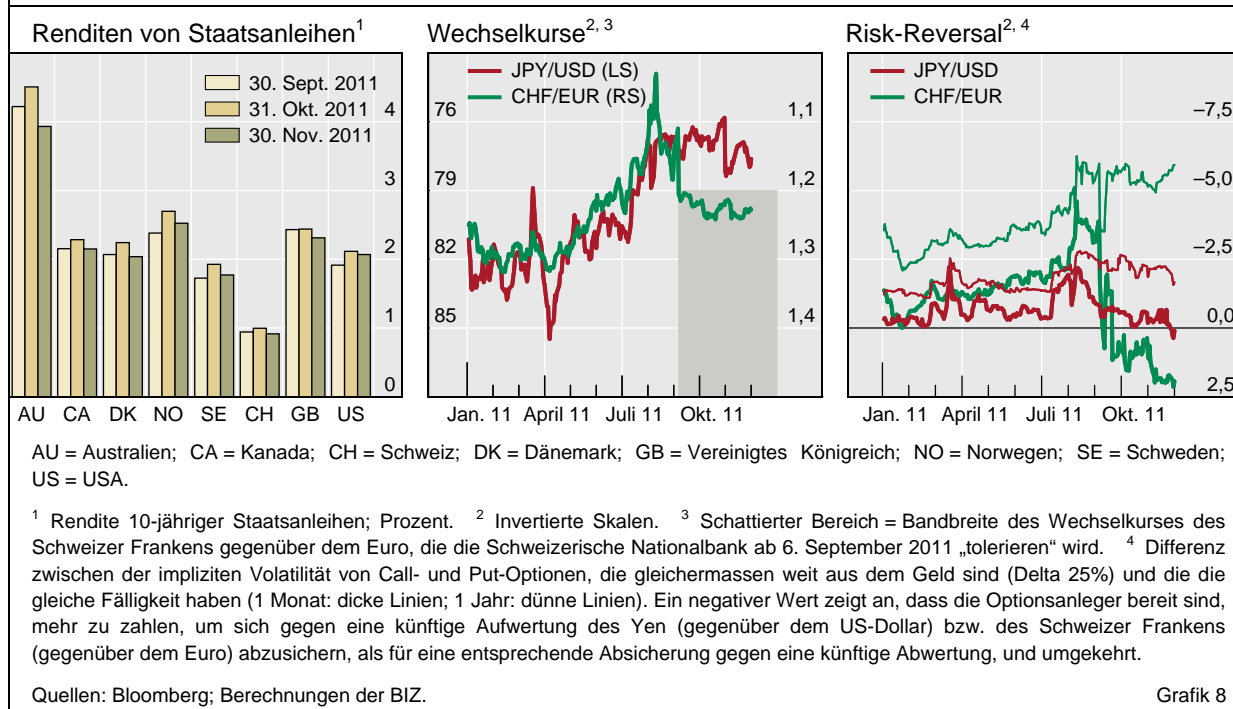 Renditen von Staatsanleihen1
Wechselkurse2, 3
Risk-Reversal2, 4
30. Sept. 2011
31. Okt. 2011
30. Nov. 2011
4
3
2
1
0
AU CA DK NO SE CH GB US
JPY/USD (LS)
CHF/EUR (RS)
76
79
82
85
1,1
1,2
1,3
1,4
Jan. 11 April 11 Juli 11 Okt. 11
JPY/USD
CHF/EUR
–7,5
–5,0
–2,5
0,0
2,5
Jan. 11 April 11 Juli 11 Okt. 11
AU = Australien; CA = Kanada; CH = Schweiz; DK = Dänemark; GB = Vereinigtes Königreich; NO = Norwegen; SE = Schweden;
US = USA.
1 Rendite 10-jähriger Staatsanleihen; Prozent. 2 Invertierte Skalen. 3 Schattierter Bereich = Bandbreite des Wechselkurses des
Schweizer Frankens gegenüber dem Euro, die die Schweizerische Nationalbank ab 6. September 2011 „tolerieren“ wird. 4 Differenz
zwischen der impliziten Volatilität von Call- und Put-Optionen, die gleichermassen weit aus dem Geld sind (Delta 25%) und die die
gleiche Fälligkeit haben (1 Monat: dicke Linien; 1 Jahr: dünne Linien). Ein negativer Wert zeigt an, dass die Optionsanleger bereit sind,
mehr zu zahlen, um sich gegen eine künftige Aufwertung des Yen (gegenüber dem US-Dollar) bzw. des Schweizer Frankens
(gegenüber dem Euro) abzusichern, als für eine entsprechende Absicherung gegen eine künftige Abwertung, und umgekehrt.
Quellen: Bloomberg; Berechnungen der BIZ.
Grafik 8